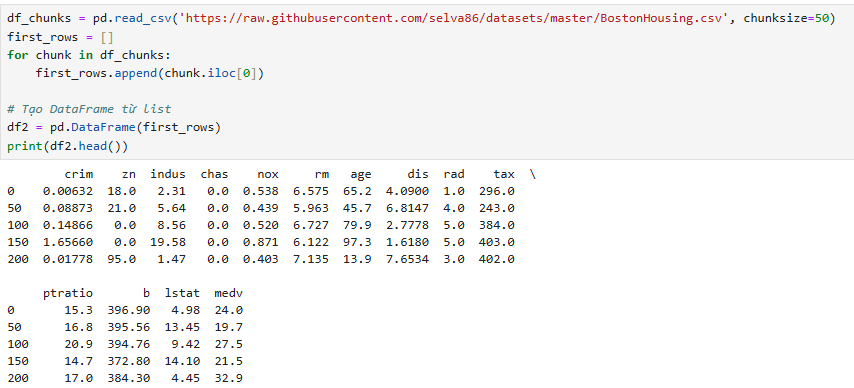 df_chunks = pd.read_csv('https://raw.githubusercontent.com/selva86/datasets/master/BostonHousing.csv', chunksize=50)
first_rows = []
for chunk in df_chunks:
    first_rows.append(chunk.iloc[0])

# Tạo DataFrame từ list
df2 = pd.DataFrame(first_rows)
print(df2.head())
        crim    zn  indus  chas    nox     rm   age     dis  rad    tax  \
0    0.00632  18.0   2.31   0.0  0.538  6.575  65.2  4.0900  1.0  296.0
50   0.08873  21.0   5.64   0.0  0.439  5.963  45.7  6.8147  4.0  243.0
100  0.14866   0.0   8.56   0.0  0.520  6.727  79.9  2.7778  5.0  384.0
150  1.65660   0.0  19.58   0.0  0.871  6.122  97.3  1.6180  5.0  403.0
200  0.01778  95.0   1.47   0.0  0.403  7.135  13.9  7.6534  3.0  402.0

     ptratio       b  lstat  medv
0       15.3  396.90   4.98  24.0
50      16.8  395.56  13.45  19.7
100     20.9  394.76   9.42  27.5
150     14.7  372.80  14.10  21.5
200     17.0  384.30   4.45  32.9